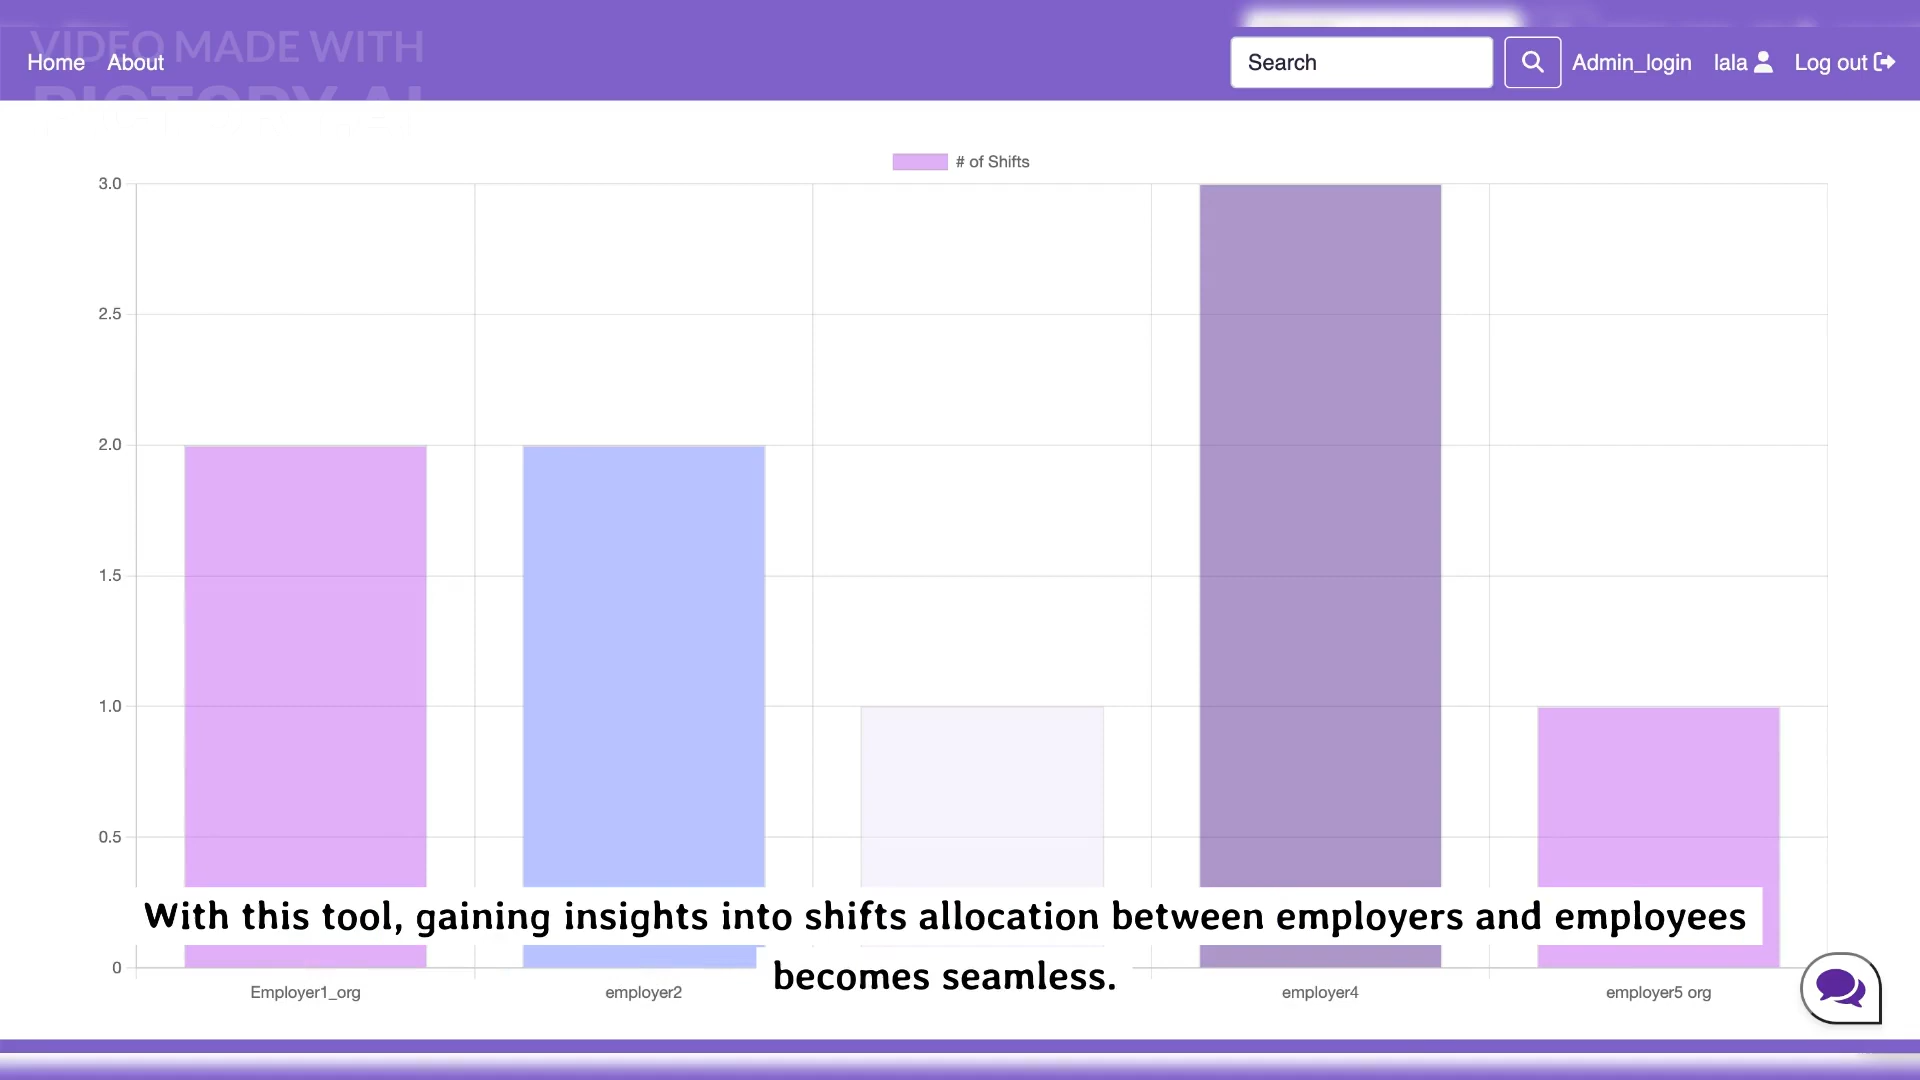 VIDEO MADE WITH
PICTORY.AI
Home About Search Admin_login lala Log out
# of Shifts
3.0
2.5
2.0
1.5
1.0
0.5
0
With this tool, gaining insights into shifts allocation between employers and employees
becomes seamless.
Employer1_org employer2 employer4 employer5 org